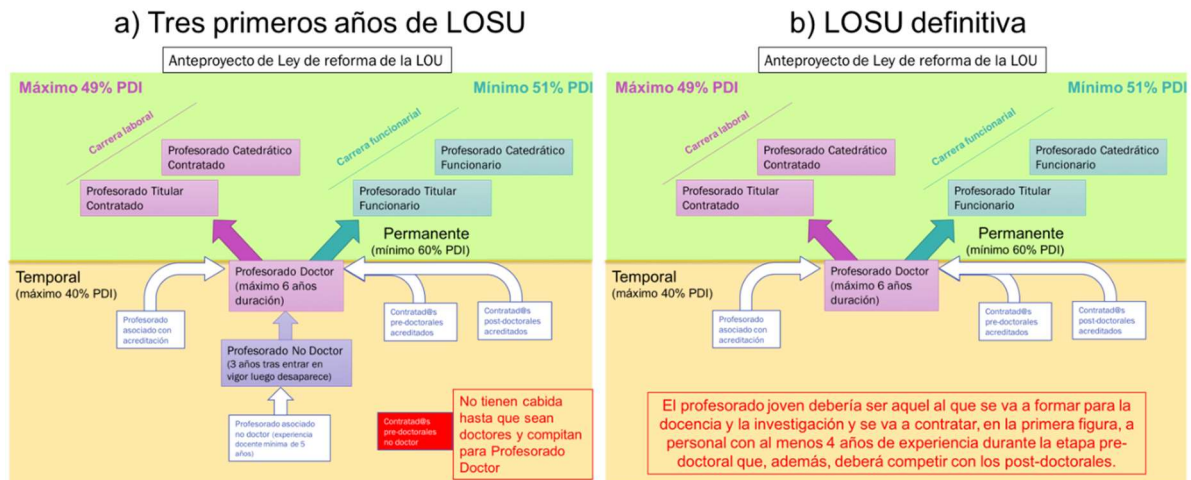 a) Tres primeros años de LOSU
Anteproyecto de Ley de reforma de la LOU
Máximo 49% PDI
Mínimo 51% PDI
Carrera laboral
Carrera funcionarial
Profesorado Catedrático
Contratado
Profesorado Catedrático
Funcionario
Profesorado Titular
Contratado
Profesorado Titular
Funcionario
Permanente
(mínimo 60% PDI)
Temporal
(máximo 40% PDI)
Profesorado Doctor
(máximo 6 años
duración)
Profesorado
asociado con
acreditación
Contratad@s
pre-doctorales
acreditados
Contratad@s
post-doctorales
acreditados
Profesorado No Doctor
(3 años tras entrar en
vigor luego desaparece)
Profesorado asociado
no doctor (experiencia
docente mínima de 5
años)
Contratad@s
pre-doctorales
no doctor
No tienen cabida
hasta que sean
doctores y compitan
para Profesorado
Doctor
b) LOSU definitiva
Anteproyecto de Ley de reforma de la LOU
Máximo 49% PDI
Mínimo 51% PDI
Carrera laboral
Carrera funcionarial
Profesorado Catedrático
Contratado
Profesorado Catedrático
Funcionario
Profesorado Titular
Contratado
Profesorado Titular
Funcionario
Permanente
(mínimo 60% PDI)
Temporal
(máximo 40% PDI)
Profesorado Doctor
(máximo 6 años
duración)
Profesorado
asociado con
acreditación
Contratad@s
pre-doctorales
acreditados
Contratad@s
post-doctorales
acreditados
El profesorado joven debería ser aquel al que se va a formar para la
docencia y la investigación y se va a contratar, en la primera figura, a
personal con al menos 4 años de experiencia durante la etapa pre-
doctoral que, además, deberá competir con los post-doctorales.